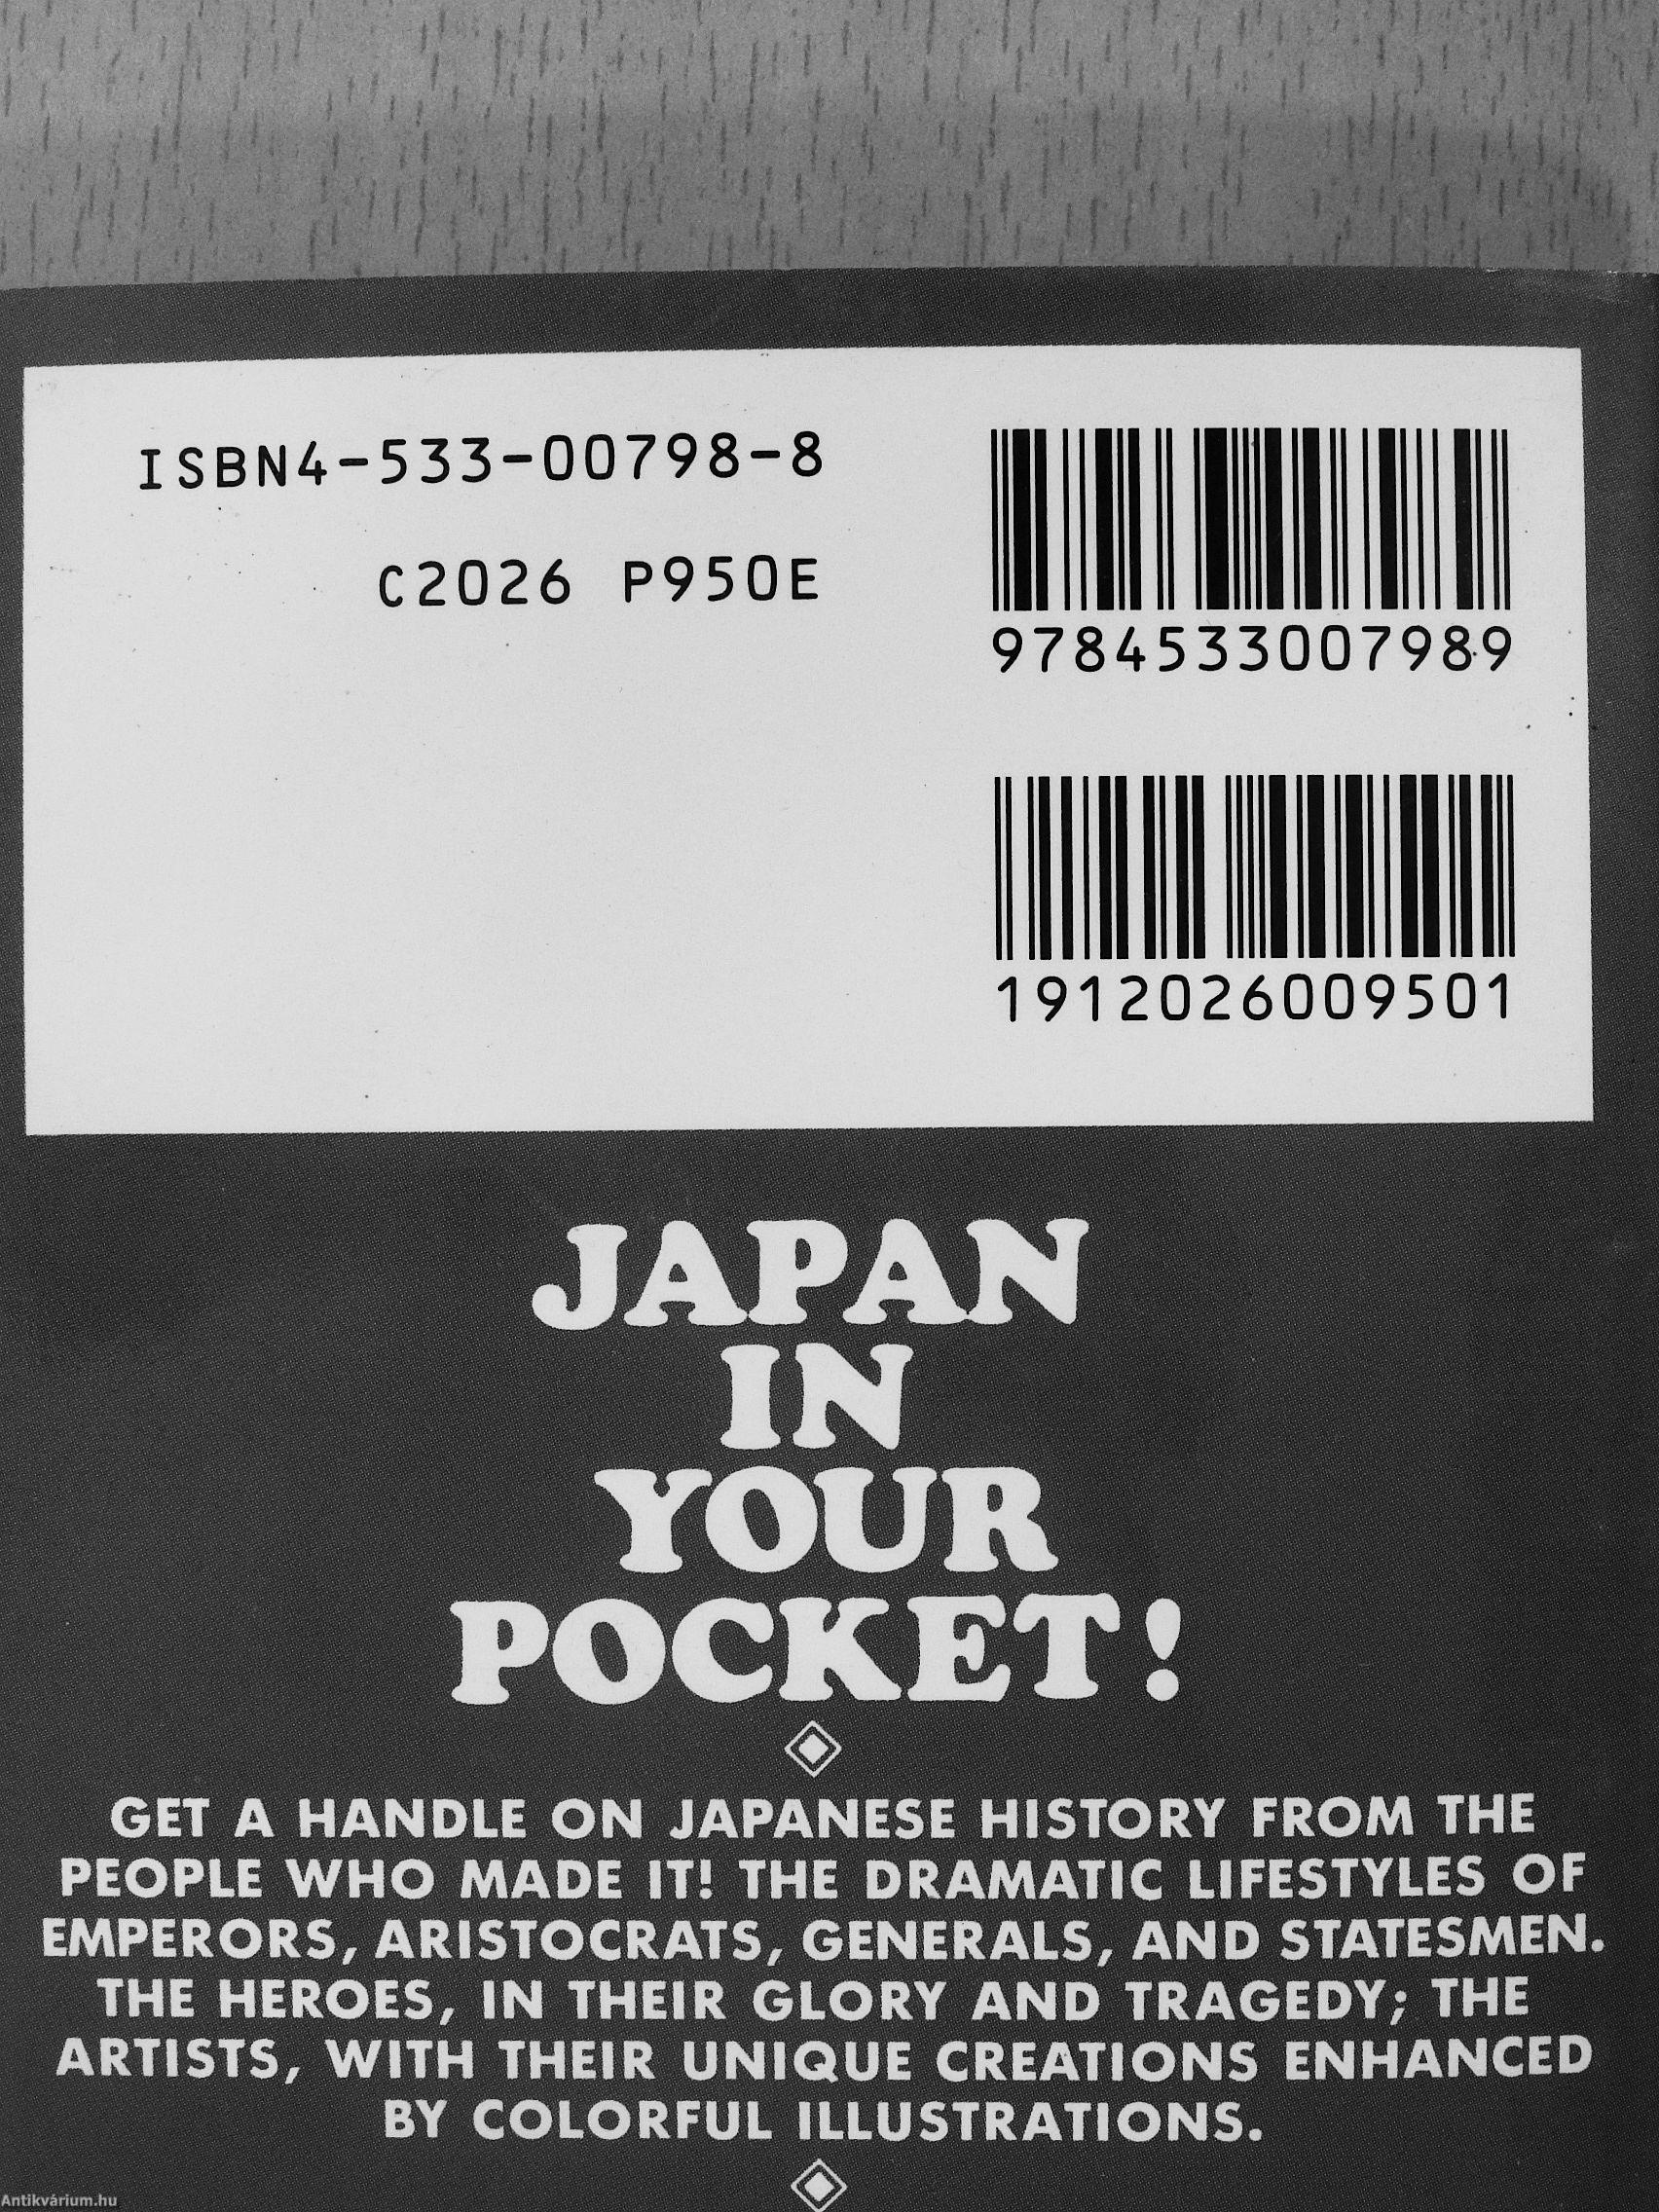 ISBN4-533-00798-8
C2026 P950E
9784533007989
1912026009501
JAPAN
IN
YOUR
POCKET!
GET A HANDLE ON JAPANESE HISTORY FROM THE
PEOPLE WHO MADE IT! THE DRAMATIC LIFESTYLES OF
EMPERORS, ARISTOCRATS, GENERALS, AND STATESMEN.
THE HEROES, IN THEIR GLORY AND TRAGEDY; THE
ARTISTS, WITH THEIR UNIQUE CREATIONS ENHANCED
BY COLORFUL ILLUSTRATIONS.
Antikvárium.hu